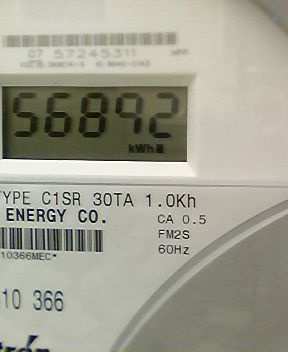 07 57245311
56892
kWh
TYPE C1SR 30TA 1.0Kh
ENERGY CO.
CA 0.5
FM2S
60Hz
10366MEC*
10 366